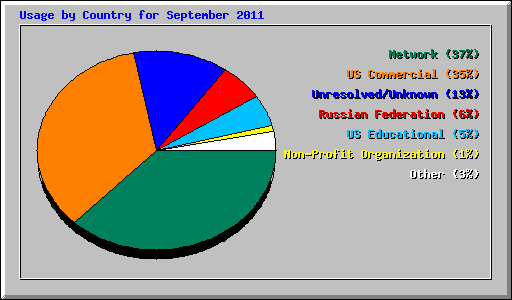 Usage by Country for September 2011
Network (37%)
US Commercial (35%)
Unresolved/Unknown (13%)
Russian Federation (6%)
US Educational (5%)
Non-Profit Organization (1%)
Other (3%)